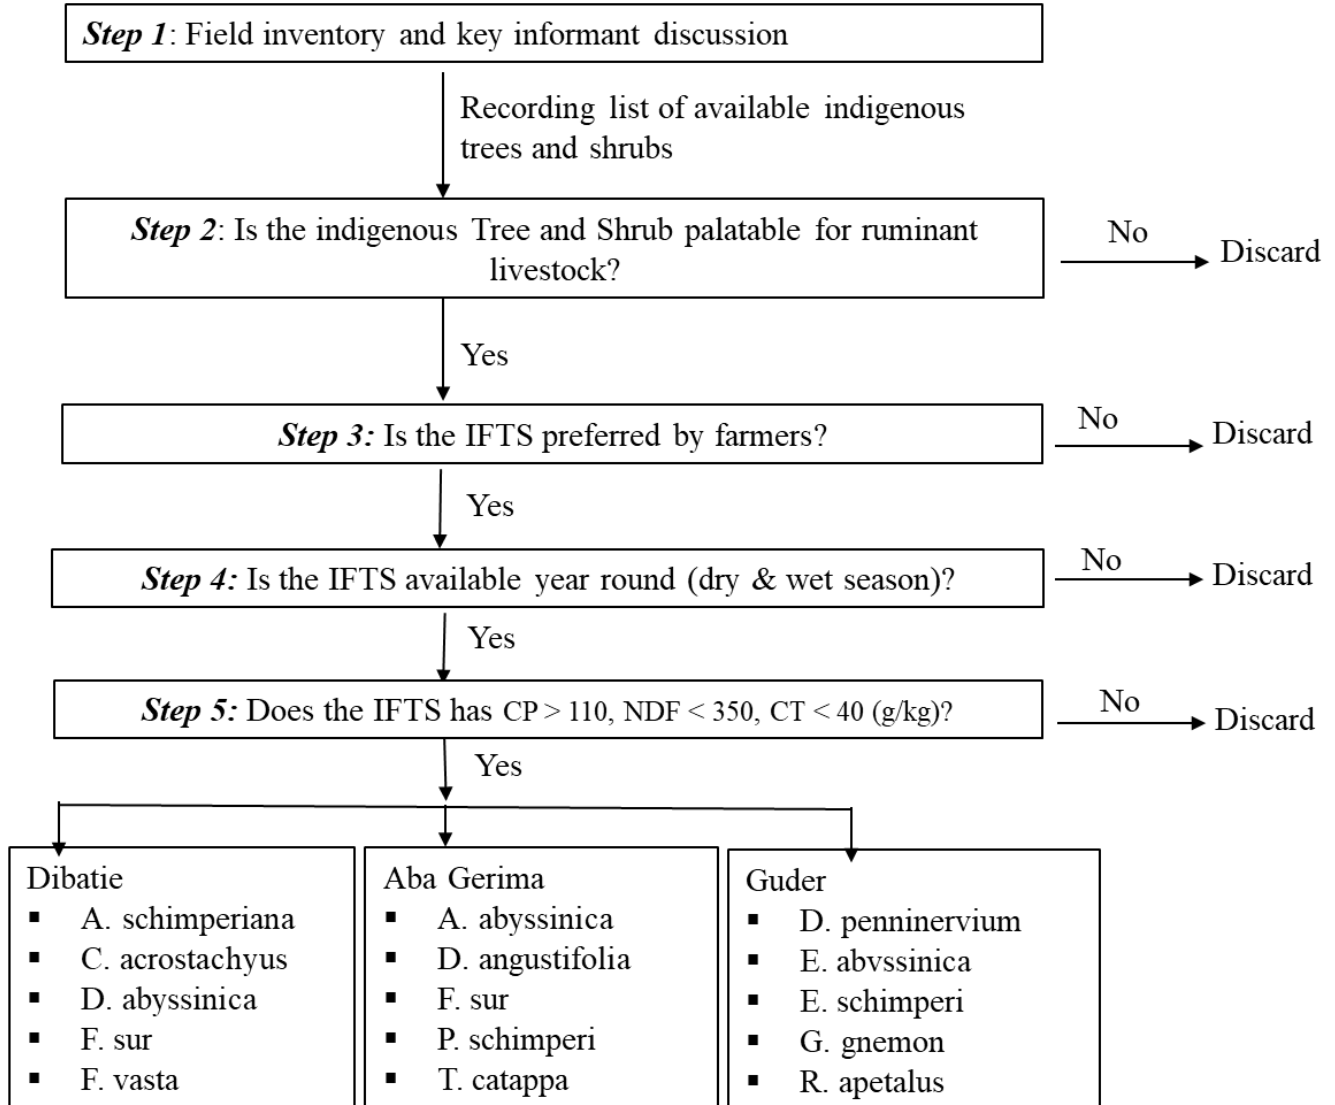 Step 1: Field inventory and key informant discussion
Recording list of available indigenous
trees and shrubs
Step 2: Is the indigenous Tree and Shrub palatable for ruminant
livestock?
No
Discard
Yes
Step 3: Is the IFTS preferred by farmers?
No
Discard
Yes
Step 4: Is the IFTS available year round (dry & wet season)?
No
Discard
Yes
Step 5: Does the IFTS has CP > 110, NDF < 350, CT < 40 (g/kg)?
No
Discard
Yes
Dibatie
▪ A. schimperiana
▪ C. acrostachyus
▪ D. abyssinica
▪ F. sur
▪ F. vasta
Aba Gerima
▪ A. abyssinica
▪ D. angustifolia
▪ F. sur
▪ P. schimperi
▪ T. catappa
Guder
▪ D. penninervium
▪ E. abvssinica
▪ E. schimperi
▪ G. gnemon
▪ R. apetalus